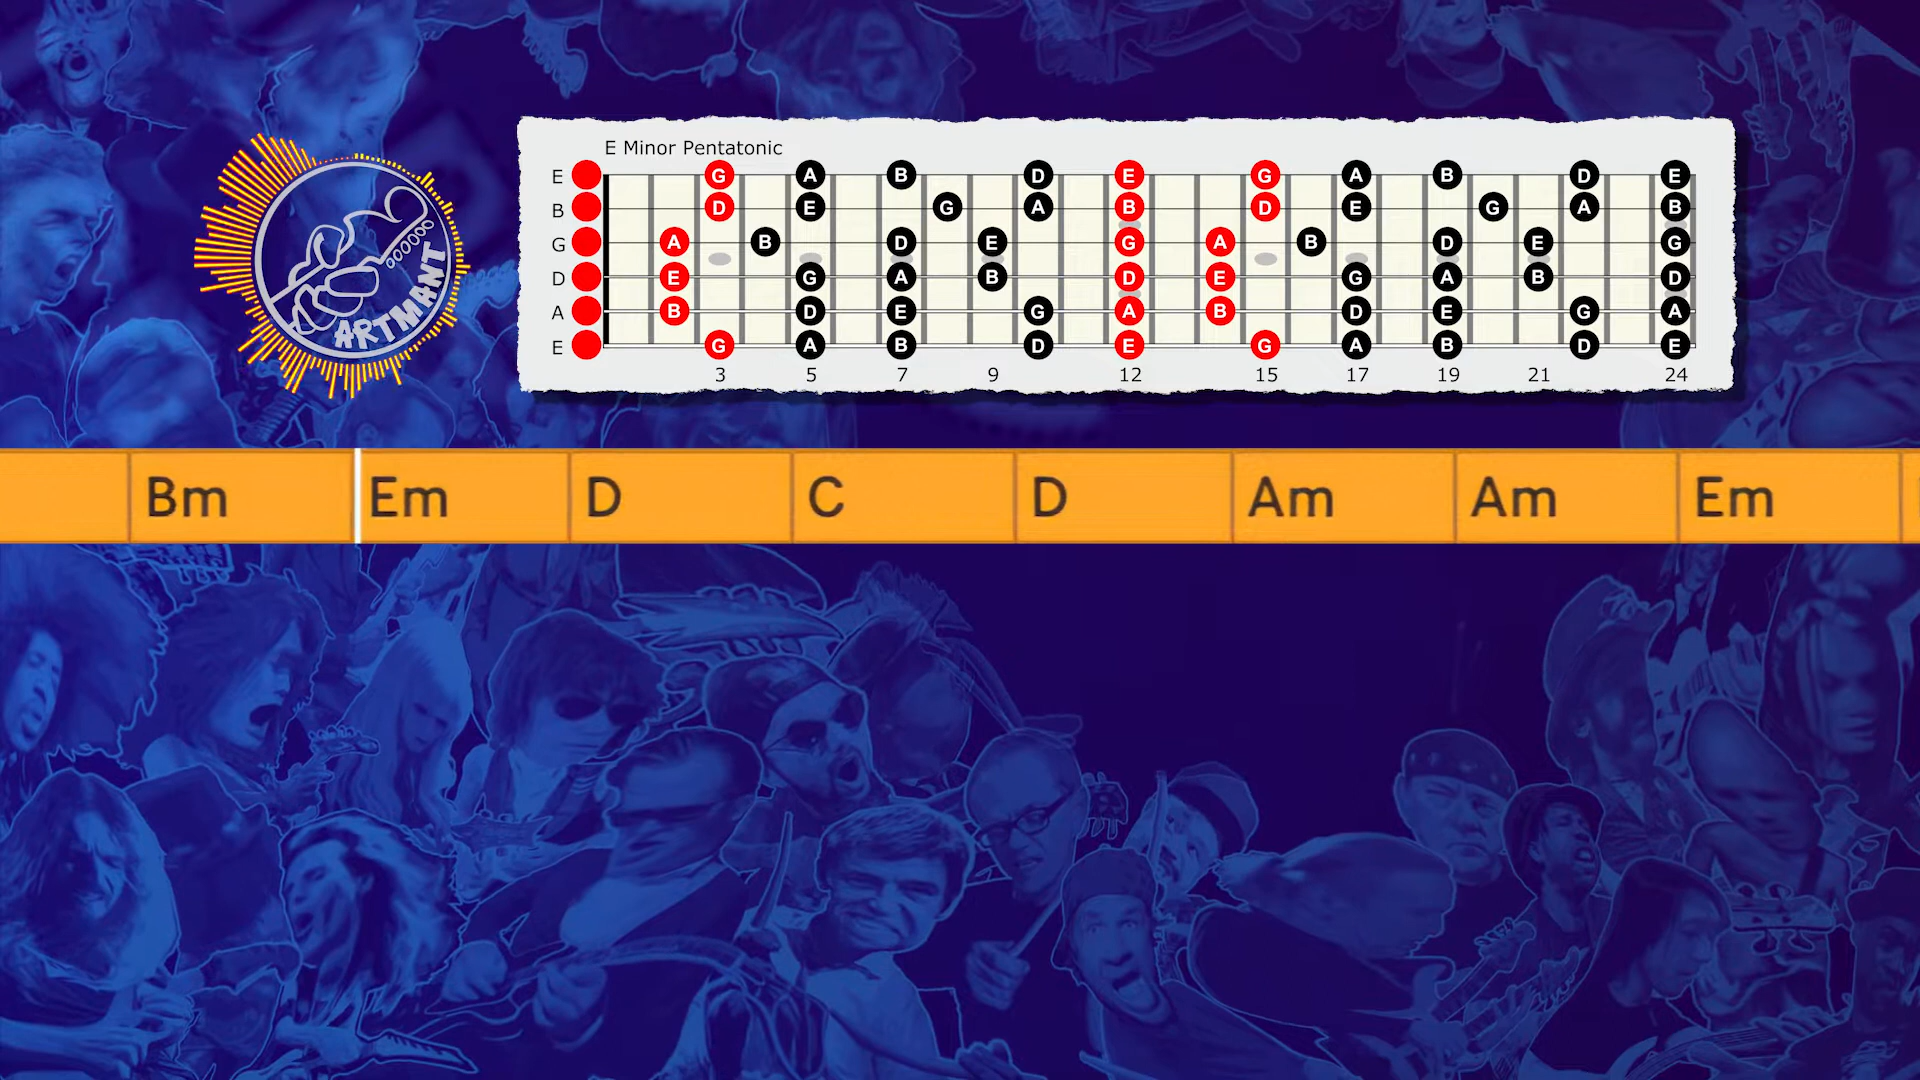 ARTMANT
E Minor Pentatonic
E G A B D E G A B D E
B D E G A B D E G A B
G A B D E G A B D E G
D E G A B D E G A B D
A B D E G A B D E G A
E G A B D E G A B D E
3 5 7 9 12 15 17 19 21 24
Bm Em D C D Am Am Em